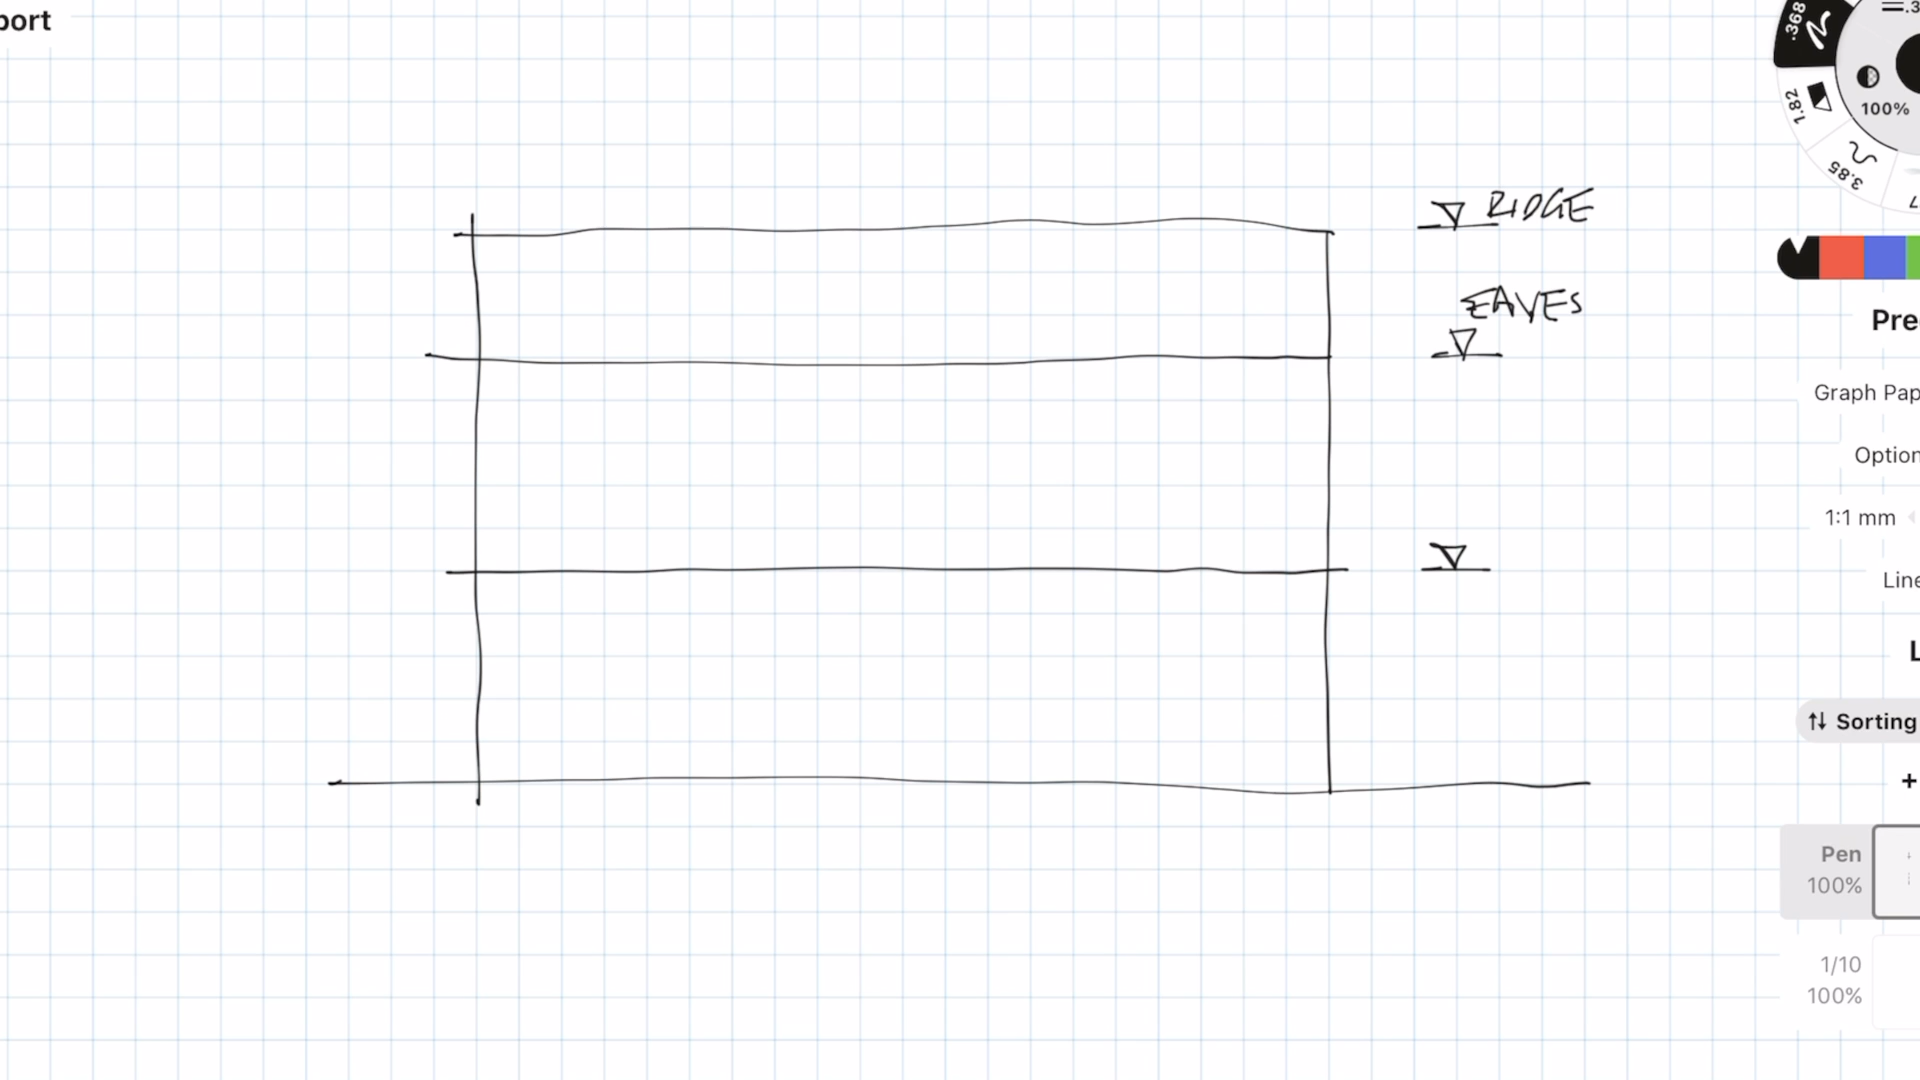 port
.368
1.82
3.85
100%
RIDGE
EAVES
Pre
Graph Pap
Option
1:1 mm
Line
L
Sorting
+
Pen
100%
1/10
100%